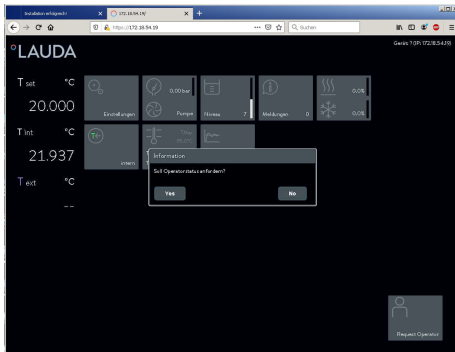 Installation erfolgreich!
172.18.54.19/
https://172.18.54.19
Suchen
Gerät: ? (IP: 172.18.54.19)
°LAUDA
T set °C
20.000
T int °C
21.937
T ext °C
--
Einstellungen
0,00 bar
Pumpe
Niveau 7
Meldungen 0
0,0%
0,0%
intern
Information
Soll Operatorstatus anfordern?
Yes
No
Request Operator